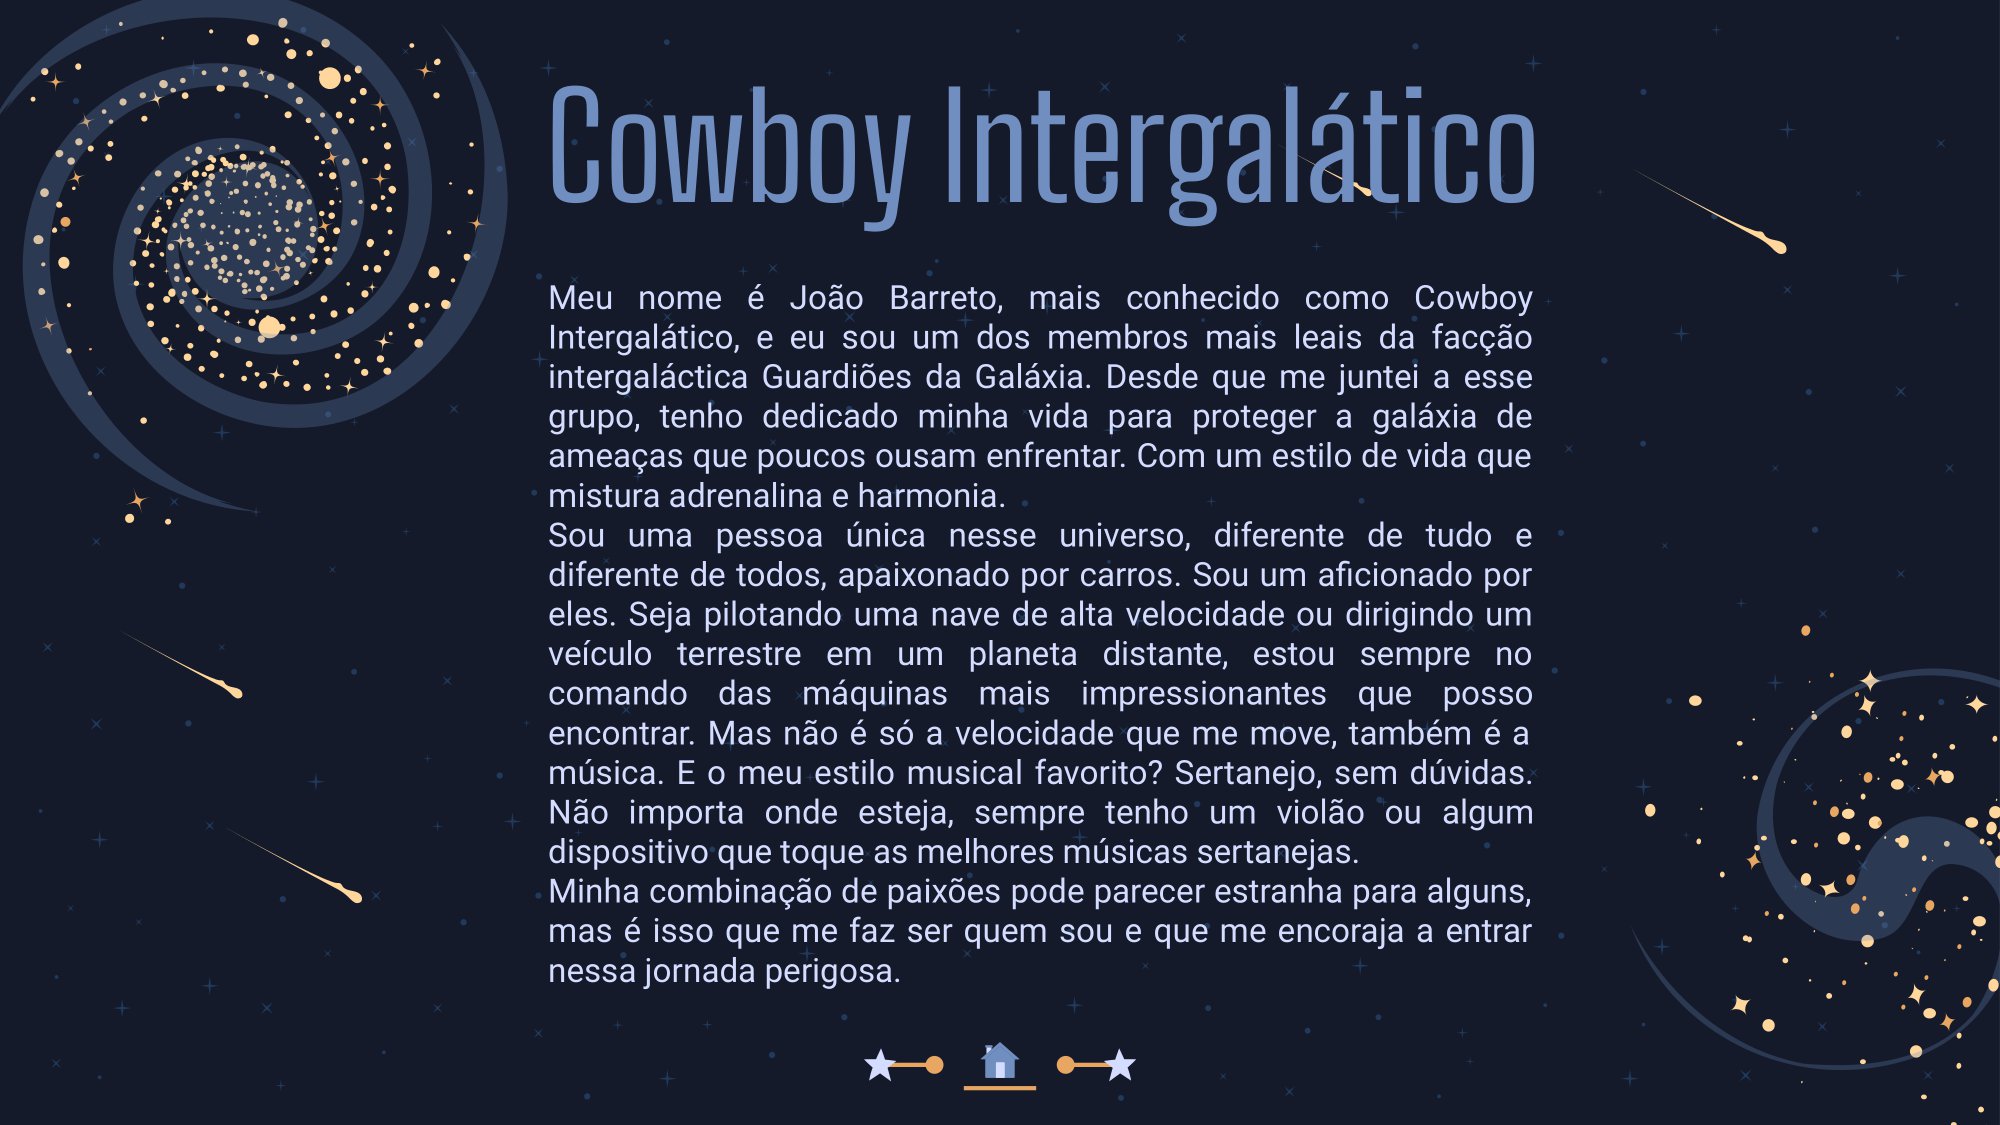 Cowboy Intergalático
Meu nome é João Barreto, mais conhecido como Cowboy
Intergalático, e eu sou um dos membros mais leais da facção
intergaláctica Guardiões da Galáxia. Desde que me juntei a esse
grupo, tenho dedicado minha vida para proteger a galáxia de
ameaças que poucos ousam enfrentar. Com um estilo de vida que
mistura adrenalina e harmonia.
Sou uma pessoa única nesse universo, diferente de tudo e
diferente de todos, apaixonado por carros. Sou um aficionado por
eles. Seja pilotando uma nave de alta velocidade ou dirigindo um
veículo terrestre em um planeta distante, estou sempre no
comando das máquinas mais impressionantes que posso
encontrar. Mas não é só a velocidade que me move, também é a
música. E o meu estilo musical favorito? Sertanejo, sem dúvidas.
Não importa onde esteja, sempre tenho um violão ou algum
dispositivo que toque as melhores músicas sertanejas.
Minha combinação de paixões pode parecer estranha para alguns,
mas é isso que me faz ser quem sou e que me encoraja a entrar
nessa jornada perigosa.